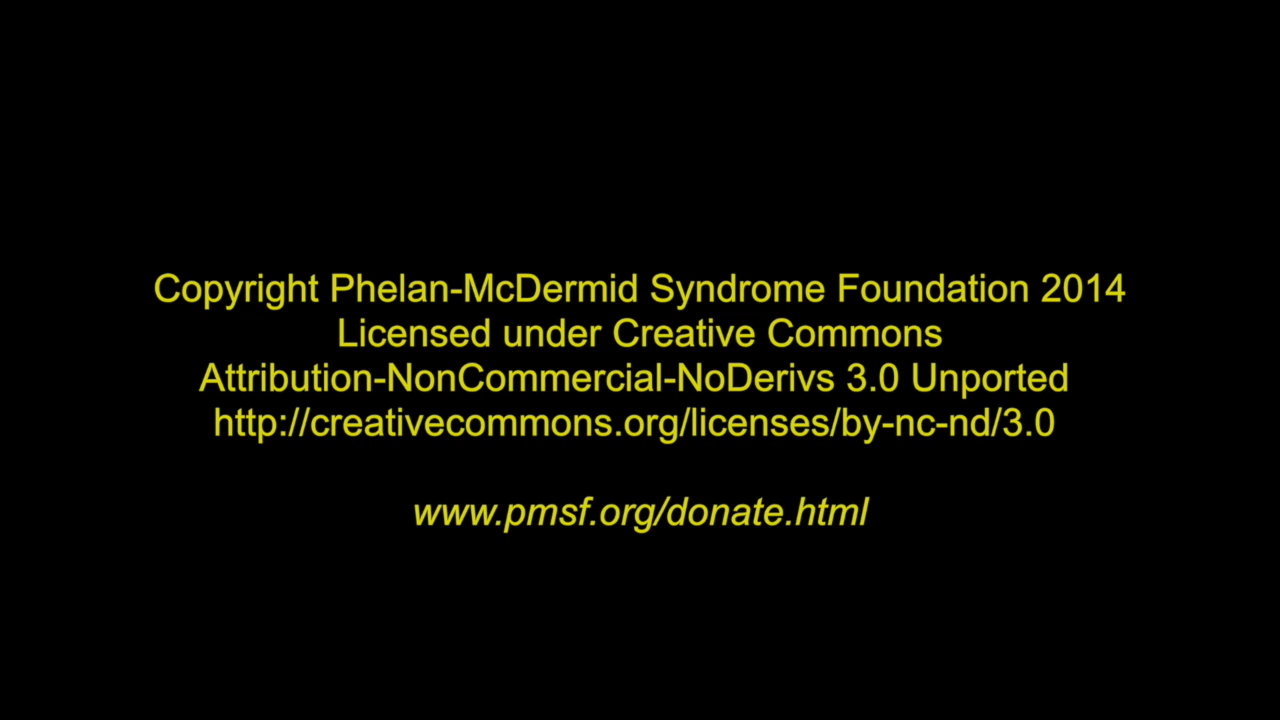 Copyright Phelan-McDermid Syndrome Foundation 2014
Licensed under Creative Commons
Attribution-NonCommercial-NoDerivs 3.0 Unported
http://creativecommons.org/licenses/by-nc-nd/3.0
www.pmsf.org/donate.html